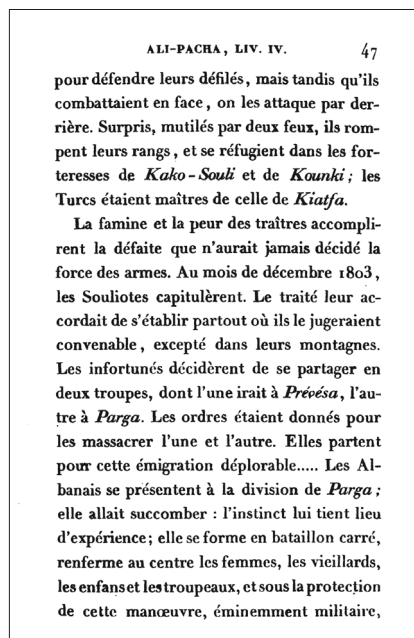 ALI-PACHA, LIV. IV. 47
pour défendre leurs défilés, mais tandis qu'ils
combattaient en face, on les attaque par der-
rière. Surpris, mutilés par deux feux, ils rom-
pent leurs rangs, et se réfugient dans les for-
teresses de Kako-Souli et de Kounki; les
Turcs étaient maîtres de celle de Kiatfa.
La famine et la peur des traîtres accompli-
rent la défaite que n'aurait jamais décidé la
force des armes. Au mois de décembre 1803,
les Souliotes capitulèrent. Le traité leur ac-
cordait de s'établir partout où ils le jugeraient
convenable, excepté dans leurs montagnes.
Les infortunés décidèrent de se partager en
deux troupes, dont l'une irait à Prévésa, l'au-
tre à Parga. Les ordres étaient donnés pour
les massacrer l'une et l'autre. Elles partent
pour cette émigration déplorable..... Les Al-
banais se présentent à la division de Parga;
elle allait succomber : l'instinct lui tient lieu
d'expérience; elle se forme en bataillon carré,
renferme au centre les femmes, les vieillards,
les enfans et les troupeaux, et sous la protection
de cette manœuvre, éminemment militaire,